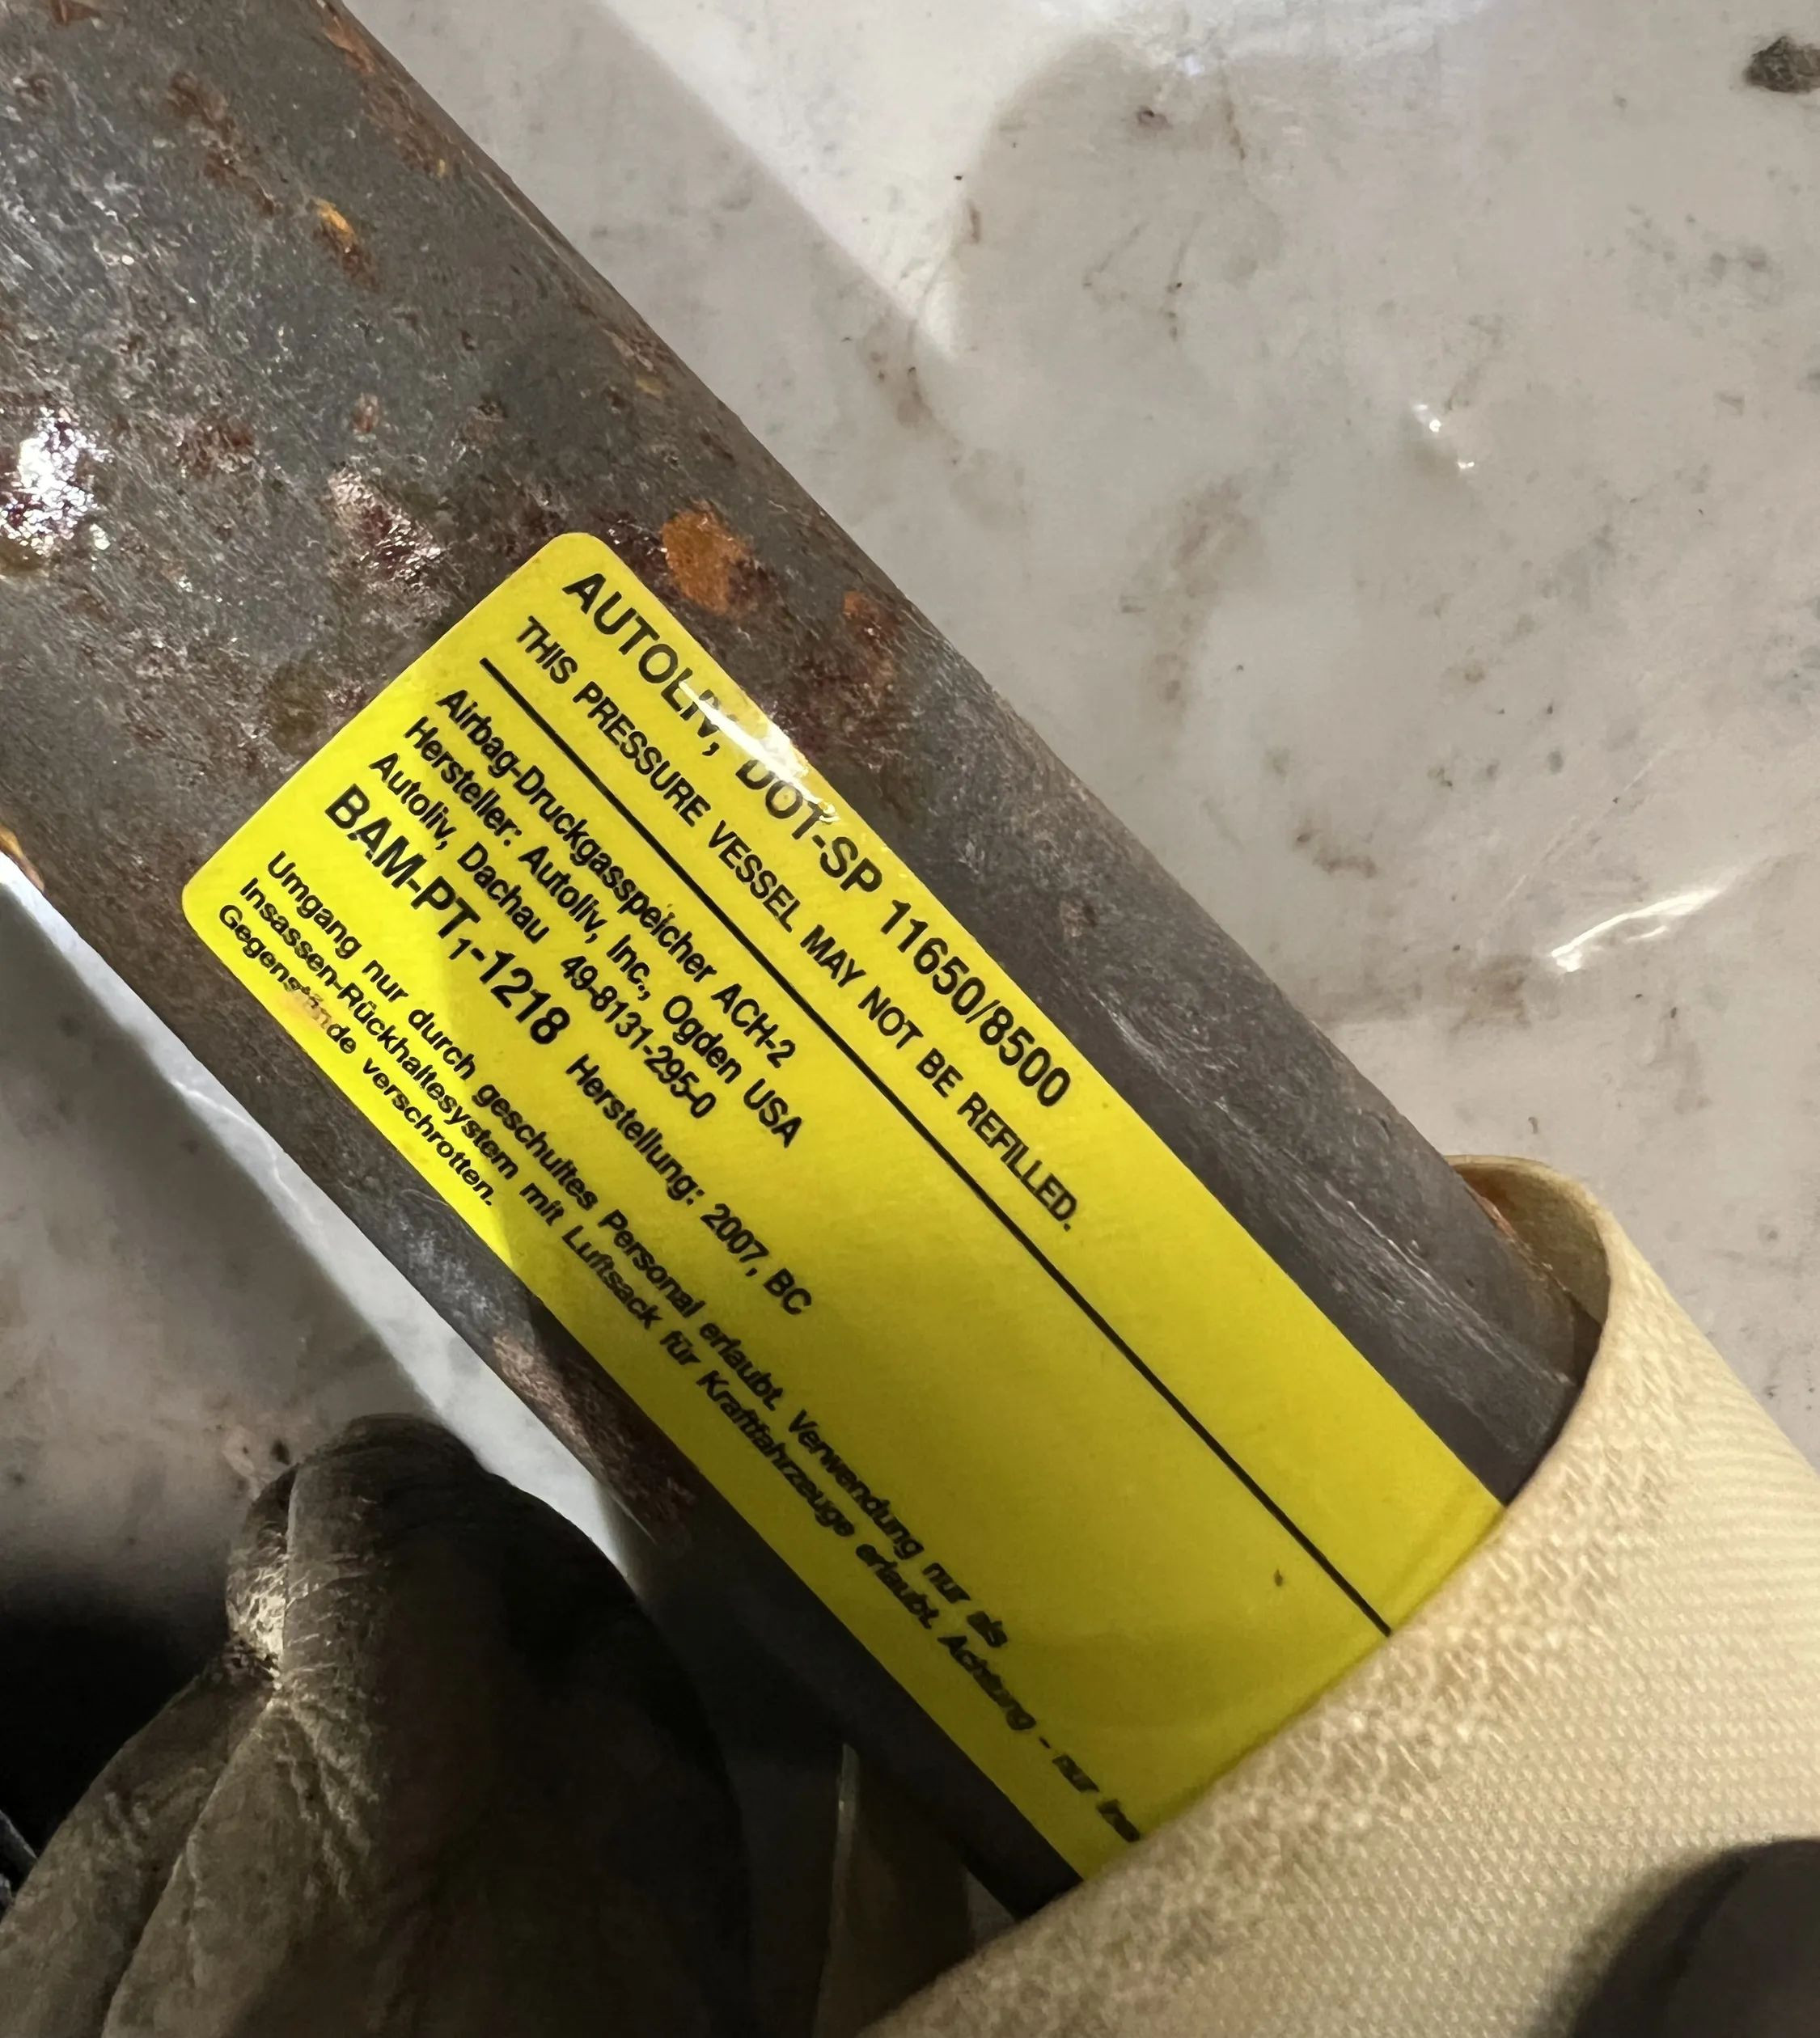 AUTOLIV, DOT-SP 11650/8500
THIS PRESSURE VESSEL MAY NOT BE REFILLED.
Airbag-Druckgasspeicher ACH-2
Hersteller: Autoliv, Inc., Ogden USA
Autoliv, Dachau 49-8131-295-0
BAM-PT₁-1218 Herstellung: 2007, BC
Umgang nur durch geschultes Personal erlaubt. Verwendung nur als
Insassen-Rückhaltesystem mit Luftsack für Kraftfahrzeuge erlaubt. Achtung - nur
Gegenstände verschrotten.